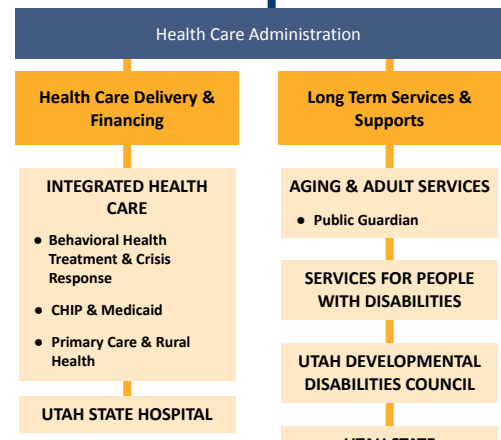 Health Care Administration
Health Care Delivery &
Financing
INTEGRATED HEALTH
CARE
● Behavioral Health
Treatment & Crisis
Response
● CHIP & Medicaid
● Primary Care & Rural
Health
UTAH STATE HOSPITAL
Long Term Services &
Supports
AGING & ADULT SERVICES
● Public Guardian
SERVICES FOR PEOPLE
WITH DISABILITIES
UTAH DEVELOPMENTAL
DISABILITIES COUNCIL
UTAH STATE